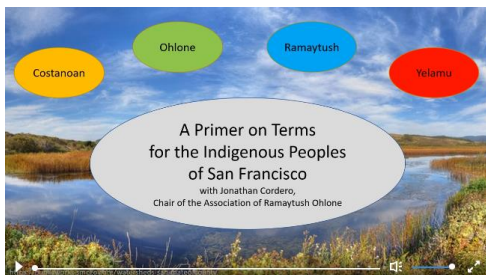 Ohlone
Ramaytush
Costanoan
Yelamu
A Primer on Terms
for the Indigenous Peoples
of San Francisco
with Jonathan Cordero,
Chair of the Association of Ramaytush Ohlone